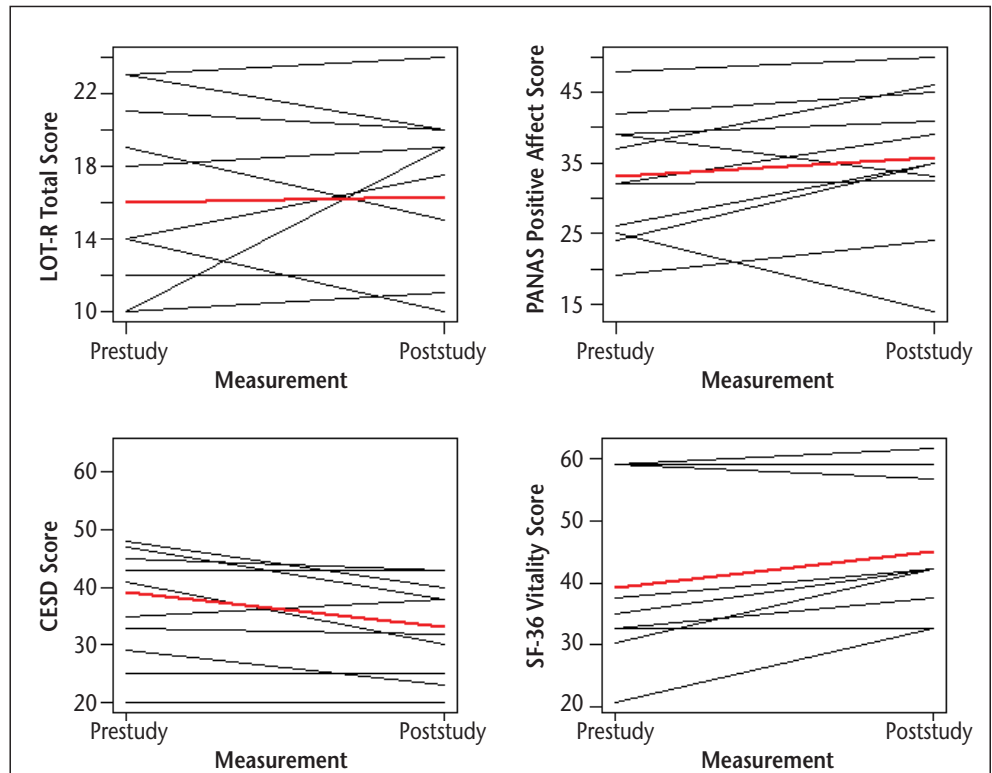 LOT-R Total Score
22
18
14
10
Prestudy Poststudy
Measurement
PANAS Positive Affect Score
45
35
25
15
Prestudy Poststudy
Measurement
CESD Score
60
50
40
30
20
Prestudy Poststudy
Measurement
SF-36 Vitality Score
60
50
40
30
20
Prestudy Poststudy
Measurement